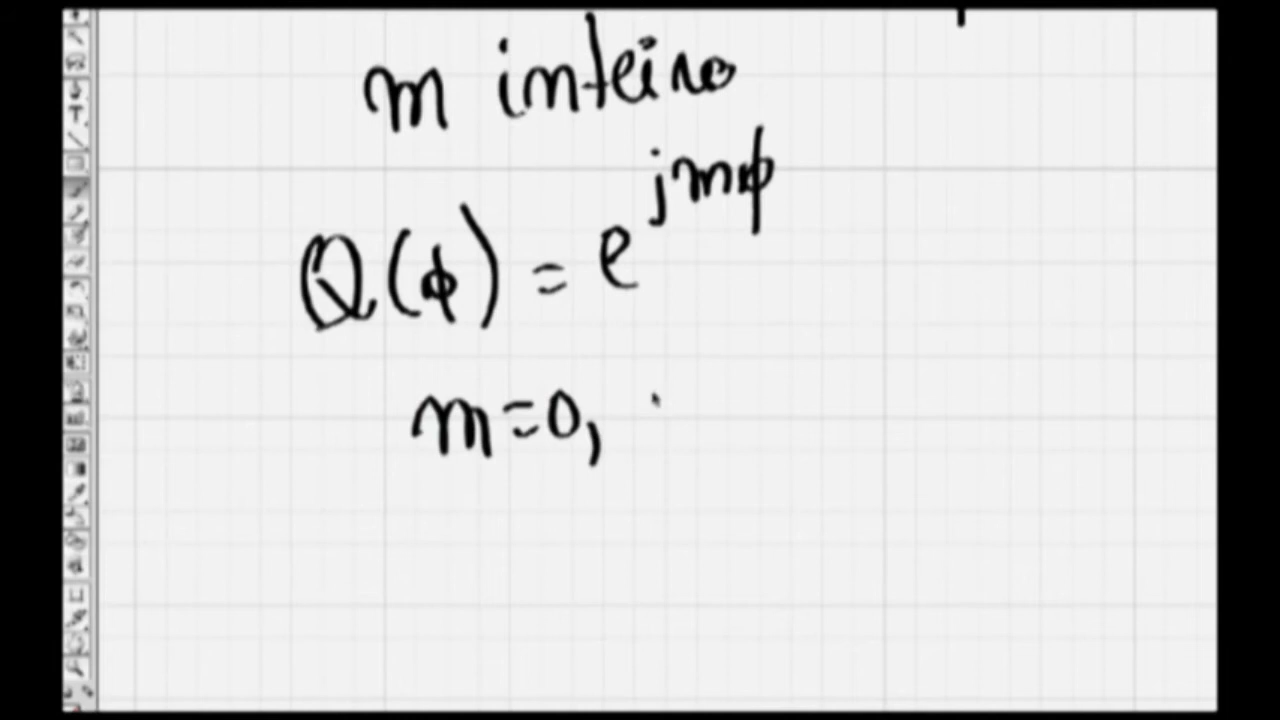 m inteiro
Q(ϕ) = e^{jmϕ}
m=0,